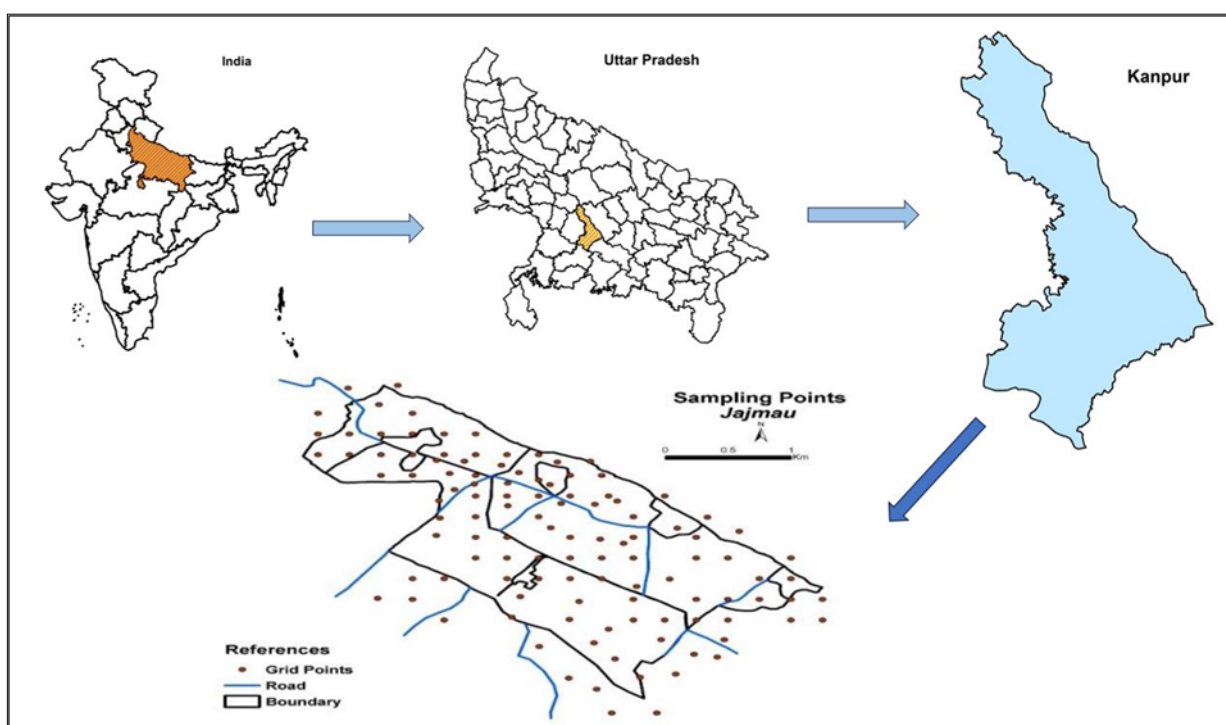 India
Uttar Pradesh
Kanpur
Sampling Points
Jajmau
N
0 0.5 1
Km
References
Grid Points
Road
Boundary